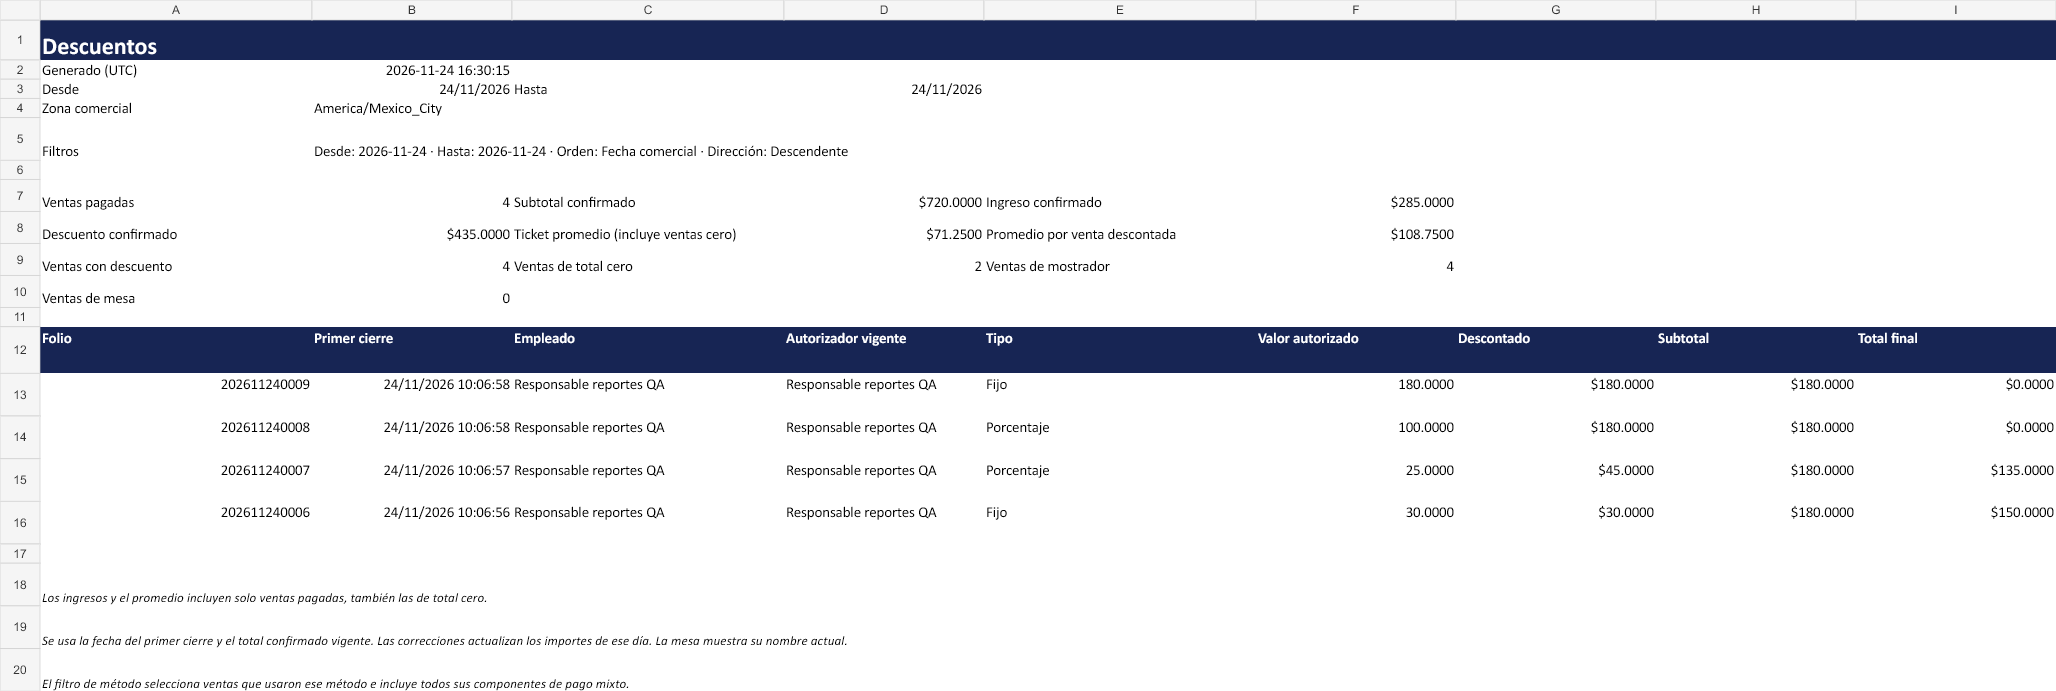 A B C D E F G H I
1 Descuentos
2 Generado (UTC) 2026-11-24 16:30:15
3 Desde 24/11/2026 Hasta 24/11/2026
4 Zona comercial America/Mexico_City
5 Filtros Desde: 2026-11-24 · Hasta: 2026-11-24 · Orden: Fecha comercial · Dirección: Descendente
6
7 Ventas pagadas 4 Subtotal confirmado $720.0000 Ingreso confirmado $285.0000
8 Descuento confirmado $435.0000 Ticket promedio (incluye ventas cero) $71.2500 Promedio por venta descontada $108.7500
9 Ventas con descuento 4 Ventas de total cero 2 Ventas de mostrador 4
10 Ventas de mesa 0
11
12 Folio Primer cierre Empleado Autorizador vigente Tipo Valor autorizado Descontado Subtotal Total final
13 202611240009 24/11/2026 10:06:58 Responsable reportes QA Responsable reportes QA Fijo 180.0000 $180.0000 $180.0000 $0.0000
14 202611240008 24/11/2026 10:06:58 Responsable reportes QA Responsable reportes QA Porcentaje 100.0000 $180.0000 $180.0000 $0.0000
15 202611240007 24/11/2026 10:06:57 Responsable reportes QA Responsable reportes QA Porcentaje 25.0000 $45.0000 $180.0000 $135.0000
16 202611240006 24/11/2026 10:06:56 Responsable reportes QA Responsable reportes QA Fijo 30.0000 $30.0000 $180.0000 $150.0000
17
18 Los ingresos y el promedio incluyen solo ventas pagadas, también las de total cero.
19 Se usa la fecha del primer cierre y el total confirmado vigente. Las correcciones actualizan los importes de ese día. La mesa muestra su nombre actual.
20 El filtro de método selecciona ventas que usaron ese método e incluye todos sus componentes de pago mixto.